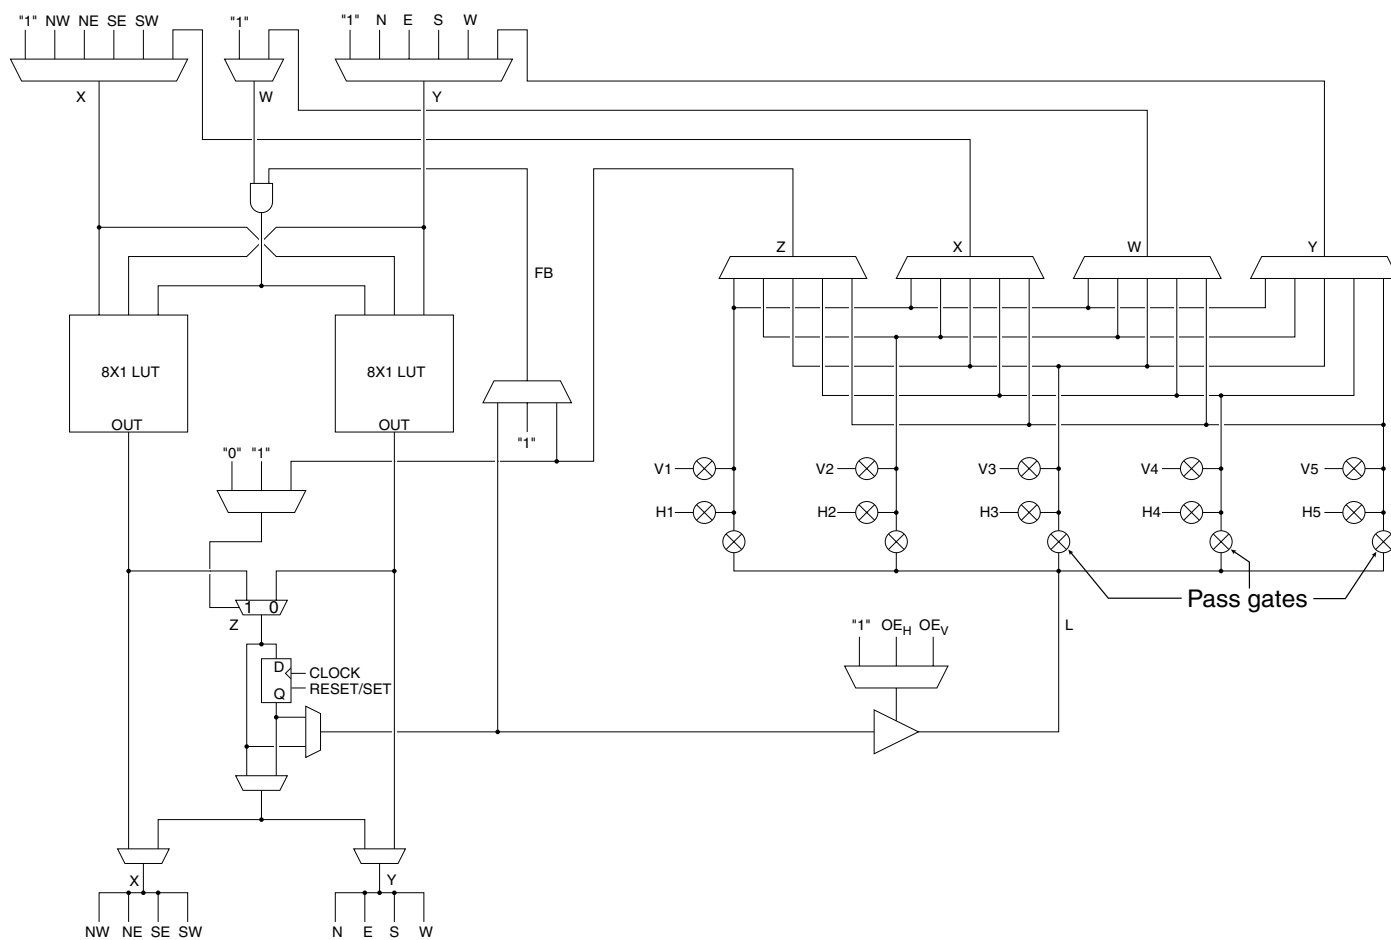 "1" NW NE SE SW
"1"
"1" N E S W
X
W
Y
Z
X
W
Y
FB
8X1 LUT
8X1 LUT
OUT
OUT
"1"
"0" "1"
V1
V2
V3
V4
V5
H1
H2
H3
H4
H5
Pass gates
1 0
Z
"1" OEH OEV
L
D
CLOCK
Q
RESET/SET
X
Y
NW NE SE SW
N E S W